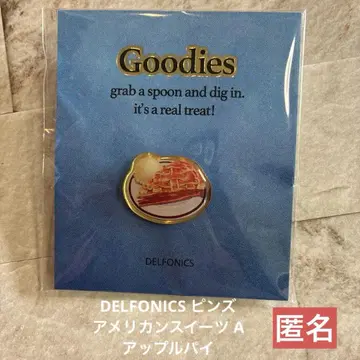 Goodies
grab a spoon and dig in.
it's a real treat!
DELFONICS
DELFONICS ピンズ
アメリカンスイーツ A
アップルパイ
匿名